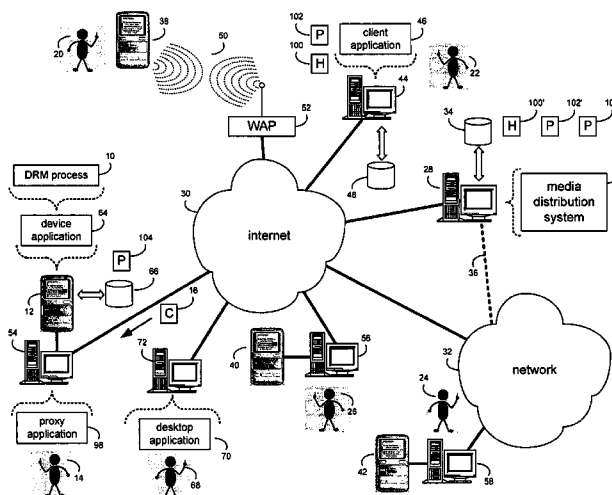 38
50
20
102
P
100
H
client
application
46
44
22
52
WAP
34
H
100'
P
102'
P
28
media
distribution
system
DRM process
10
30
internet
48
device
application
64
P
104
66
12
C
16
36
54
72
40
56
32
network
24
26
proxy
application
98
desktop
application
70
14
68
42
58